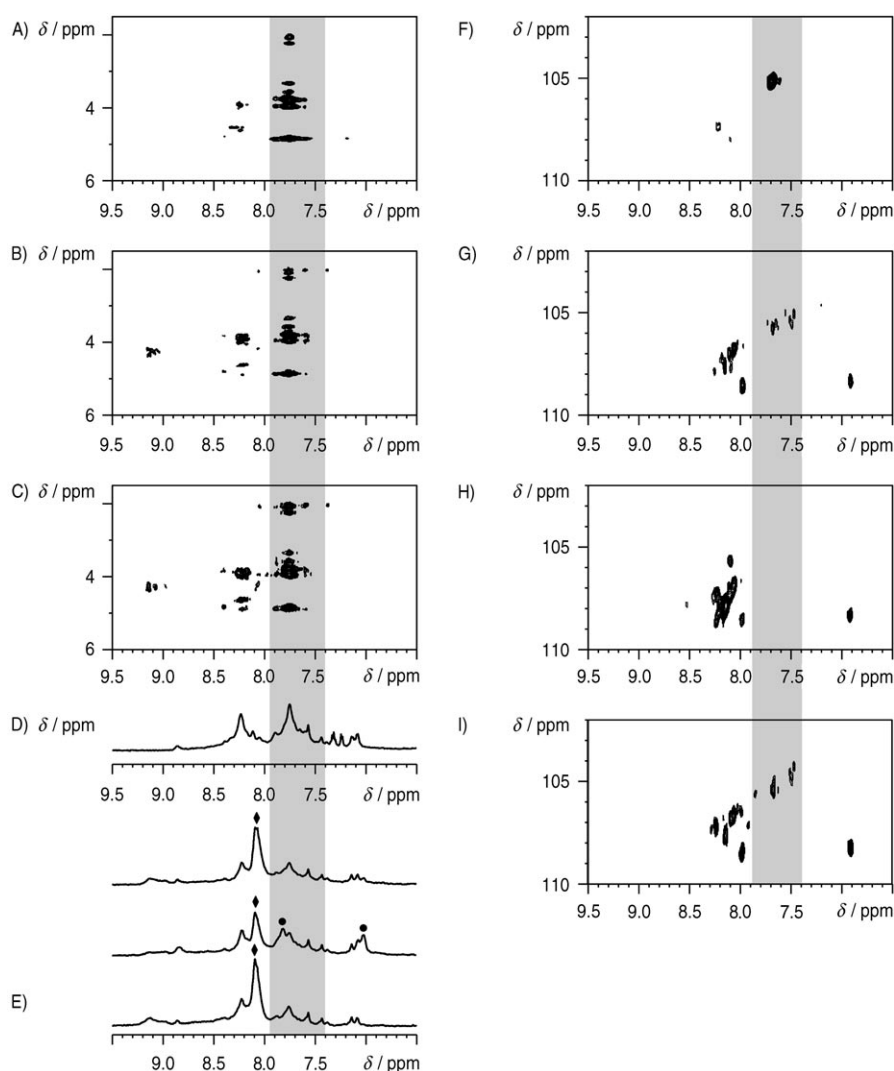 A) δ / ppm
4
6
9.5 9.0 8.5 8.0 7.5 δ / ppm
B) δ / ppm
4
6
9.5 9.0 8.5 8.0 7.5 δ / ppm
C) δ / ppm
4
6
9.5 9.0 8.5 8.0 7.5 δ / ppm
D) δ / ppm
9.5 9.0 8.5 8.0 7.5 δ / ppm
E)
9.0 8.5 8.0 7.5 δ / ppm
F) δ / ppm
105
110
9.5 9.0 8.5 8.0 7.5 δ / ppm
G) δ / ppm
105
110
9.5 9.0 8.5 8.0 7.5 δ / ppm
H) δ / ppm
105
110
9.5 9.0 8.5 8.0 7.5 δ / ppm
I) δ / ppm
105
110
9.5 9.0 8.5 8.0 7.5 δ / ppm